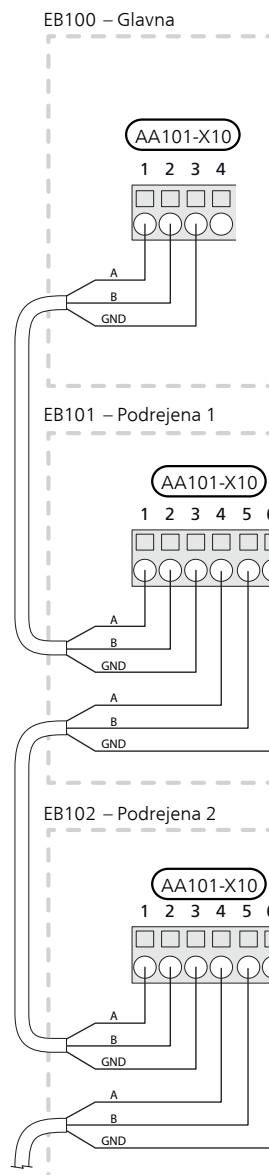 EB100 – Glavna
AA101-X10
1 2 3 4
A
B
GND
EB101 – Podrejena 1
AA101-X10
1 2 3 4 5
A
B
GND
A
B
GND
EB102 – Podrejena 2
AA101-X10
1 2 3 4 5
A
B
GND
A
B
GND